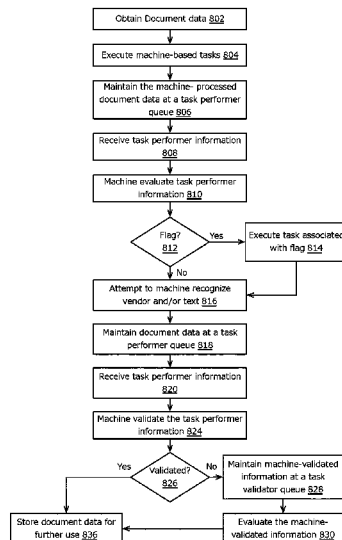 Obtain Document data 802
Execute machine-based tasks 804
Maintain the machine- processed
document data at a task performer
queue 806
Receive task performer information
808
Machine evaluate task performer
information 810
Flag?
812
Yes
Execute task associated
with flag 814
No
Attempt to machine recognize
vendor and/or text 816
Maintain document data at a task
performer queue 818
Receive task performer
information 820
Machine validate the task performer
information 824
Validated?
826
Yes
No
Maintain machine-validated
information at a task
validator queue 828
Store document data for
further use 836
Evaluate the machine-
validated information 830